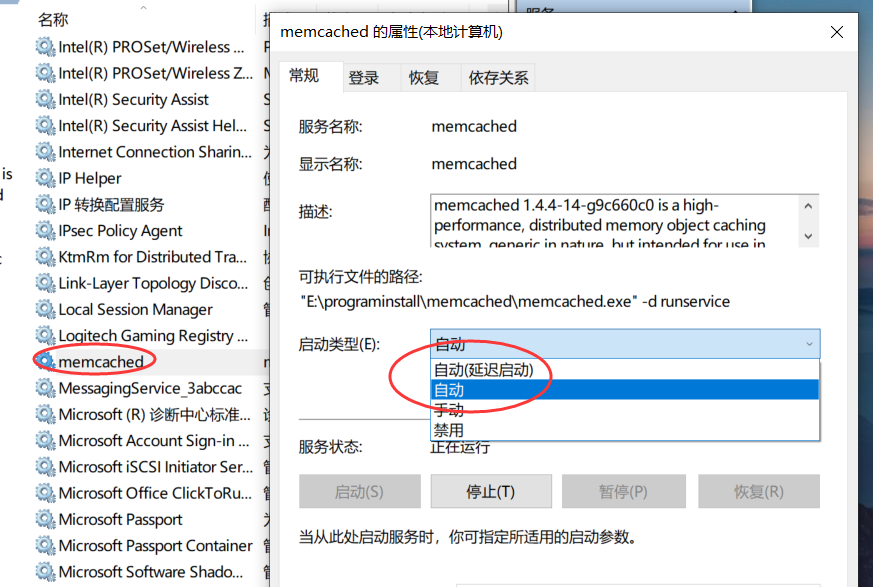 服务
名称
Intel(R) PROSet/Wireless ...
Intel(R) PROSet/Wireless Z...
Intel(R) Security Assist
Intel(R) Security Assist Hel...
Internet Connection Sharin...
IP Helper
IP 转换配置服务
IPsec Policy Agent
KtmRm for Distributed Tra...
Link-Layer Topology Disco...
Local Session Manager
Logitech Gaming Registry ...
memcached
MessagingService_3abccac
Microsoft (R) 诊断中心标准...
Microsoft Account Sign-in ...
Microsoft iSCSI Initiator Ser...
Microsoft Office ClickToRu...
Microsoft Passport
Microsoft Passport Container
Microsoft Software Shado...
is
memcached 的属性(本地计算机)
常规 登录 恢复 依存关系
服务名称: memcached
显示名称: memcached
描述: memcached 1.4.4-14-g9c660c0 is a high-
performance, distributed memory object caching
system, generic in nature, but intended for use in
可执行文件的路径:
"E:\programinstall\memcached\memcached.exe" -d runservice
启动类型(E): 自动
自动(延迟启动)
自动
手动
禁用
服务状态: 正在运行
启动(S) 停止(T) 暂停(P) 恢复(R)
当从此处启动服务时，你可指定所适用的启动参数。